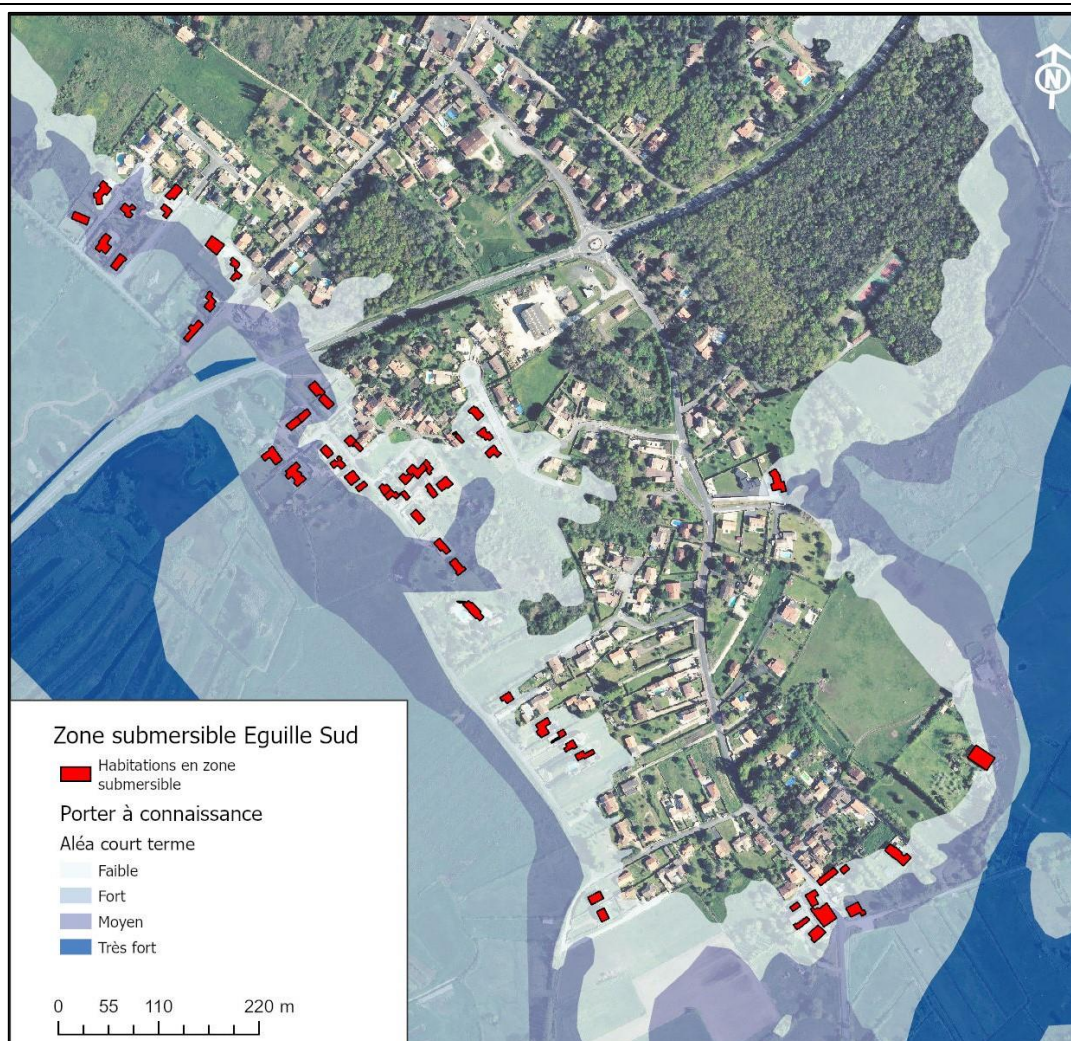 N
Zone submersible Eguille Sud
Habitations en zone
submersible
Porter à connaissance
Aléa court terme
Faible
Fort
Moyen
Très fort
0 55 110 220 m